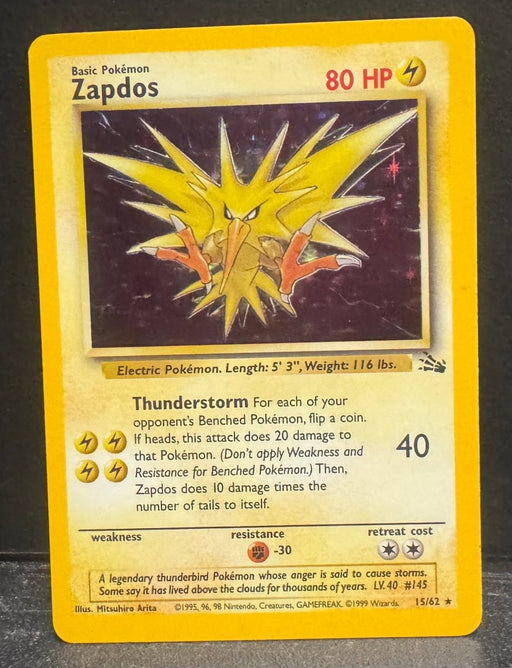 Basic Pokémon
Zapdos
80 HP
Electric Pokémon. Length: 5' 3", Weight: 116 lbs.
Thunderstorm For each of your
opponent's Benched Pokémon, flip a coin.
If heads, this attack does 20 damage to
that Pokémon. (Don't apply Weakness and
Resistance for Benched Pokémon.) Then,
Zapdos does 10 damage times the
number of tails to itself.
40
weakness
resistance
-30
retreat cost
A legendary thunderbird Pokémon whose anger is said to cause storms.
Some say it has lived above the clouds for thousands of years. LV. 40 #145
Illus. Mitsuhiro Arita
©1995, 96, 98 Nintendo, Creatures, GAMEFREAK. ©1999 Wizards.
15/62 ★